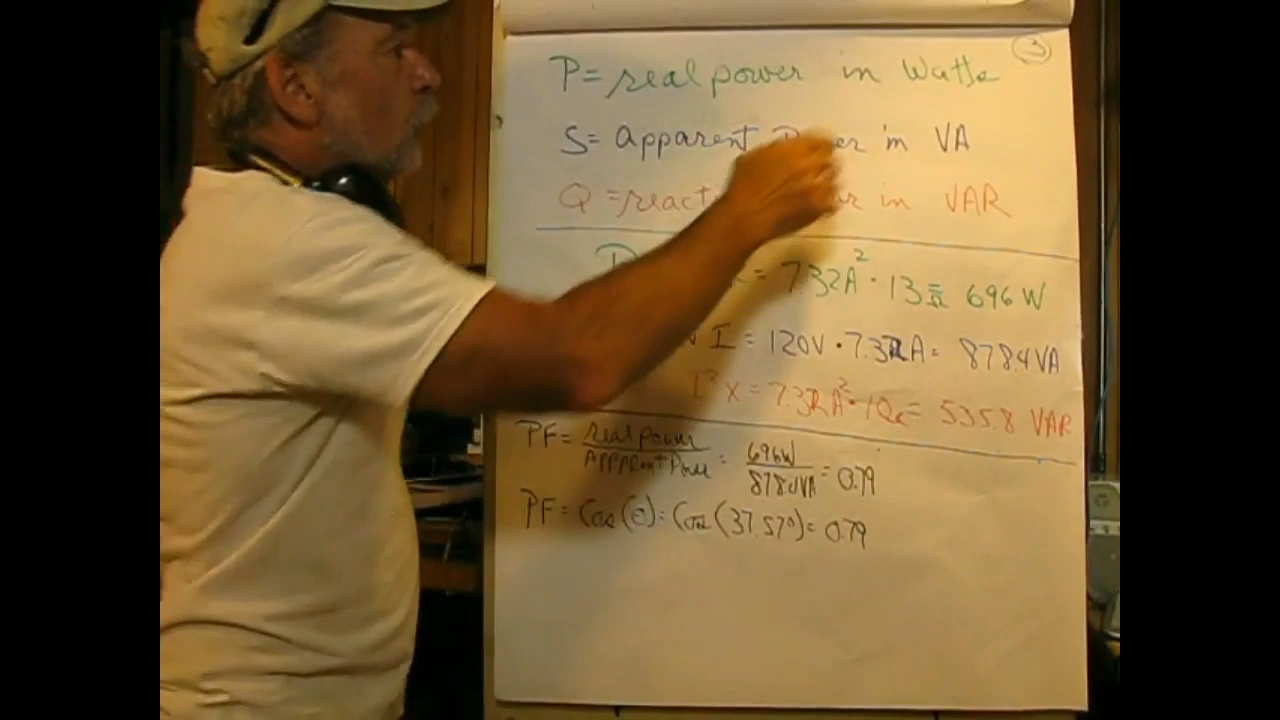 3
P = real power in Watts
S = Apparent Power in VA
Q = in VAR
= 7.32A² · 13Ω = 696 W
I = 120V · 7.32A = 878.4 VA
I²X = 7.32A² · 10Ω = 535.8 VAR
PF = real power / APPARENT Power = 696W / 878.4VA = 0.79
PF = Cos (θ) = Cos (37.57°) = 0.79